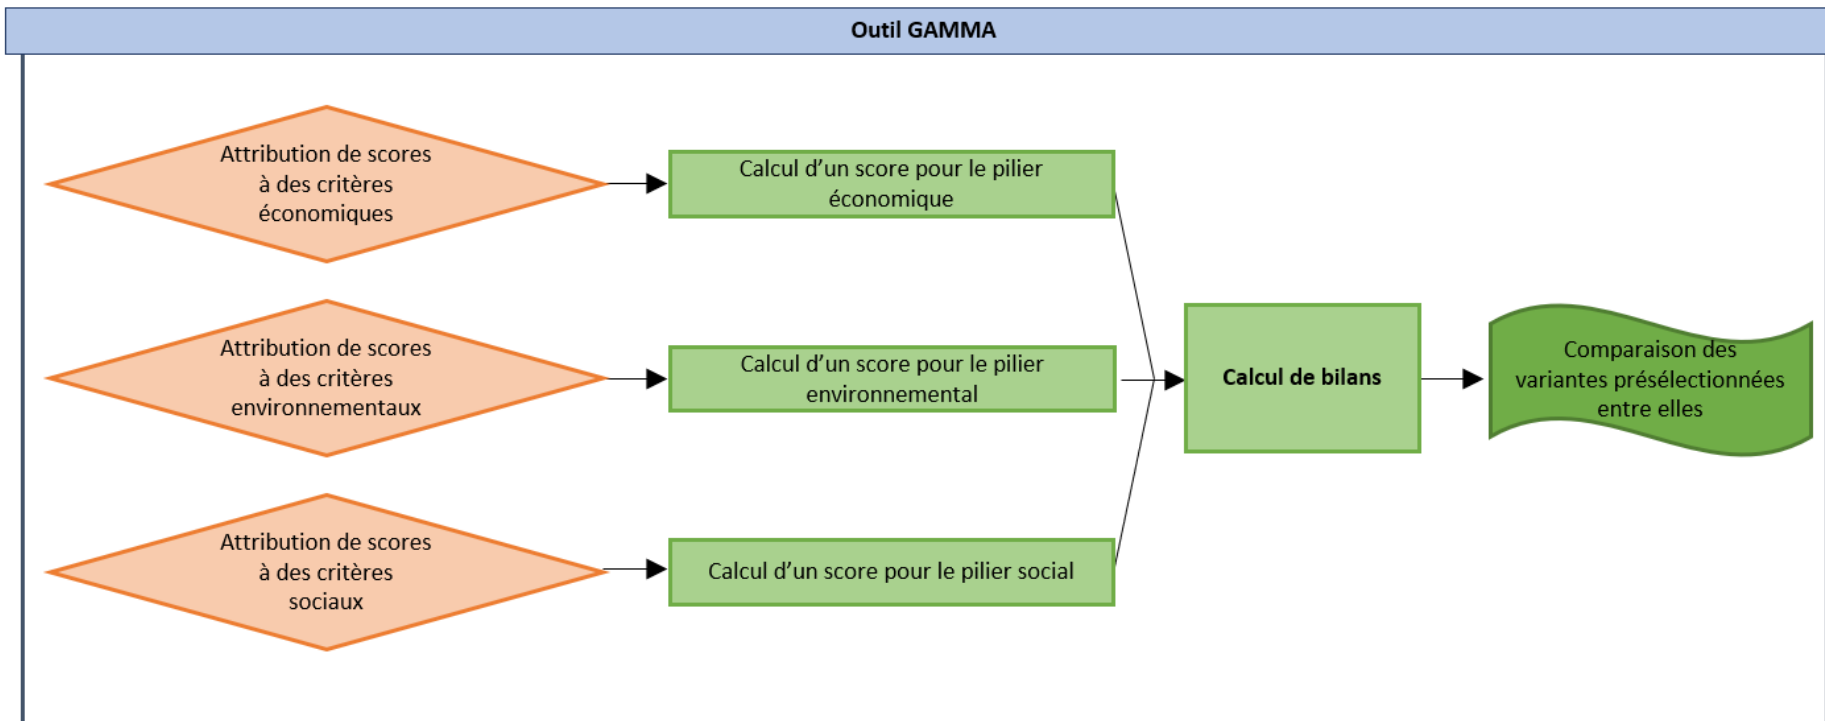 Outil GAMMA
Attribution de scores
à des critères
économiques
Calcul d’un score pour le pilier
économique
Attribution de scores
à des critères
environnementaux
Calcul d’un score pour le pilier
environnemental
Attribution de scores
à des critères
sociaux
Calcul d’un score pour le pilier social
Calcul de bilans
Comparaison des
variantes présélectionnées
entre elles